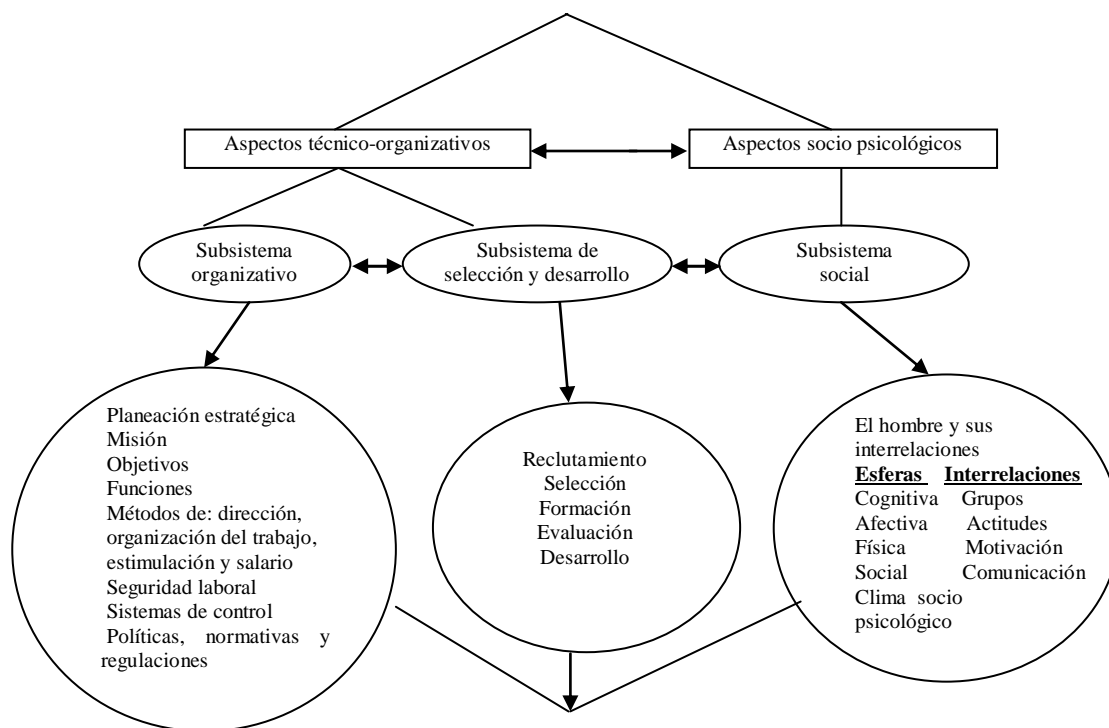 Aspectos técnico-organizativos
Aspectos socio psicológicos
Subsistema
organizativo
Subsistema de
selección y desarrollo
Subsistema
social
Planeación estratégica
Misión
Objetivos
Funciones
Métodos de: dirección,
organización del trabajo,
estimulación y salario
Seguridad laboral
Sistemas de control
Políticas, normativas y
regulaciones
Reclutamiento
Selección
Formación
Evaluación
Desarrollo
El hombre y sus
interrelaciones
Esferas Interrelaciones
Cognitiva Grupos
Afectiva Actitudes
Física Motivación
Social Comunicación
Clima socio
psicológico